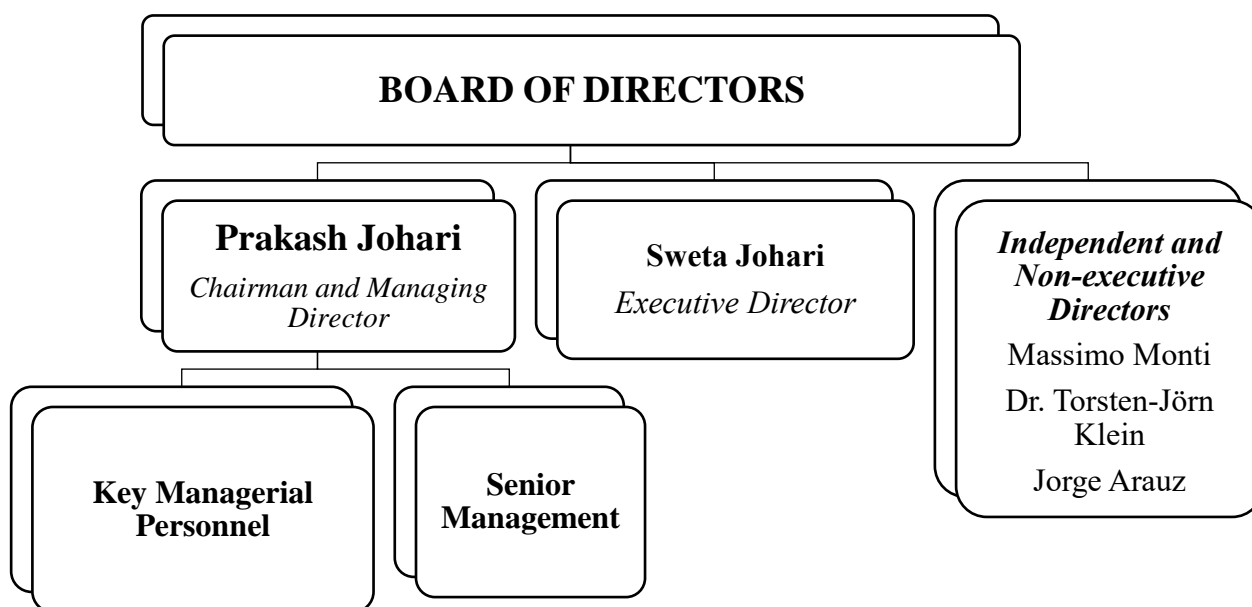 BOARD OF DIRECTORS
Prakash Johari
Chairman and Managing
Director
Sweta Johari
Executive Director
Independent and
Non-executive
Directors
Massimo Monti
Dr. Torsten-Jörn
Klein
Jorge Arauz
Key Managerial
Personnel
Senior
Management